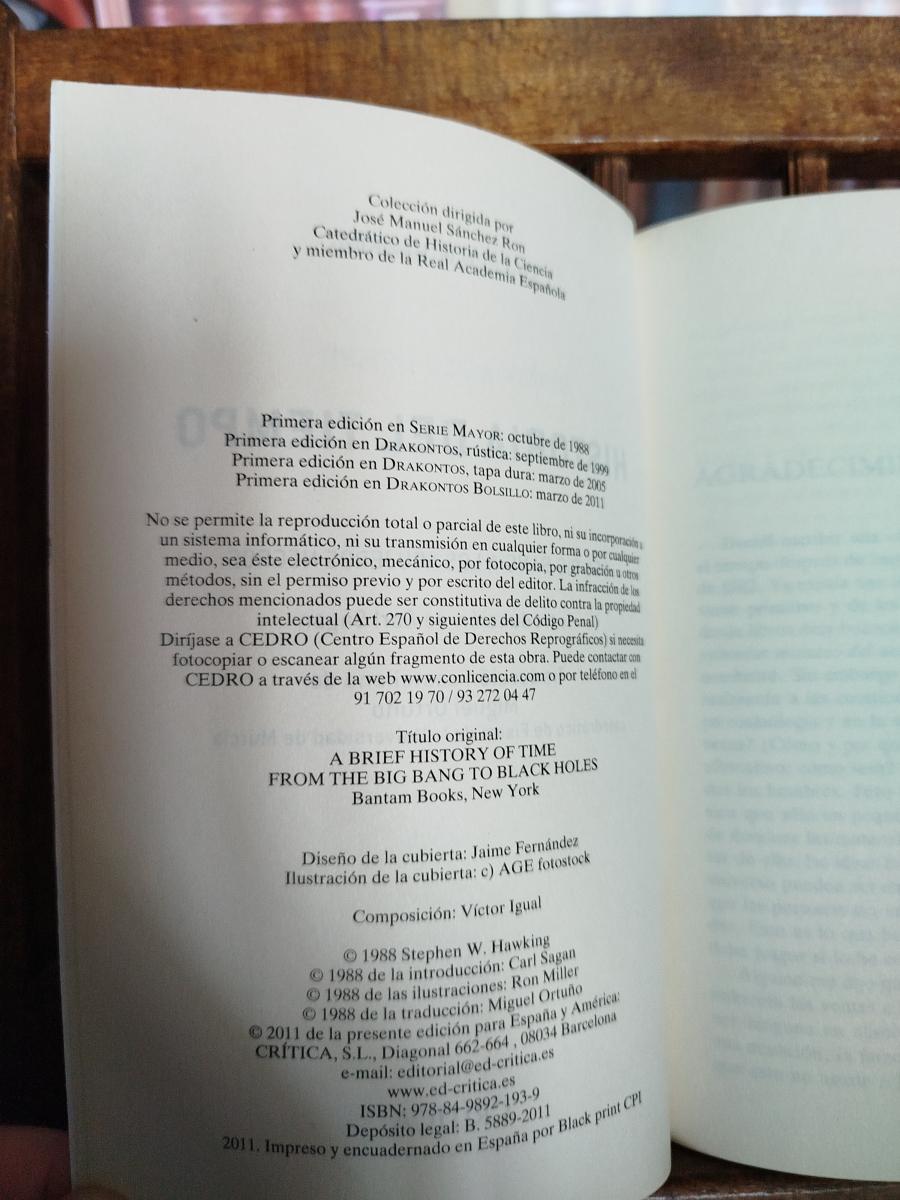 Colección dirigida por
José Manuel Sánchez Ron
Catedrático de Historia de la Ciencia
y miembro de la Real Academia Española
Primera edición en SERIE MAYOR: octubre de 1988
Primera edición en DRAKONTOS, rústica: septiembre de 1999
Primera edición en DRAKONTOS, tapa dura: marzo de 2005
Primera edición en DRAKONTOS BOLSILLO: marzo de 2011
No se permite la reproducción total o parcial de este libro, ni su incorporación a
un sistema informático, ni su transmisión en cualquier forma o por cualquier
medio, sea éste electrónico, mecánico, por fotocopia, por grabación u otros
métodos, sin el permiso previo y por escrito del editor. La infracción de los
derechos mencionados puede ser constitutiva de delito contra la propiedad
intelectual (Art. 270 y siguientes del Código Penal)
Diríjase a CEDRO (Centro Español de Derechos Reprográficos) si necesita
fotocopiar o escanear algún fragmento de esta obra. Puede contactar con
CEDRO a través de la web www.conlicencia.com o por teléfono en el
91 702 19 70 / 93 272 04 47
Título original:
A BRIEF HISTORY OF TIME
FROM THE BIG BANG TO BLACK HOLES
Bantam Books, New York
Diseño de la cubierta: Jaime Fernández
Ilustración de la cubierta: c) AGE fotostock
Composición: Víctor Igual
© 1988 Stephen W. Hawking
© 1988 de la introducción: Carl Sagan
© 1988 de las ilustraciones: Ron Miller
© 1988 de la traducción: Miguel Ortuño
© 2011 de la presente edición para España y América:
CRÍTICA, S.L., Diagonal 662-664 , 08034 Barcelona
e-mail: editorial@ed-critica.es
www.ed-critica.es
ISBN: 978-84-9892-193-9
Depósito legal: B. 5889-2011
2011. Impreso y encuadernado en España por Black print CPI